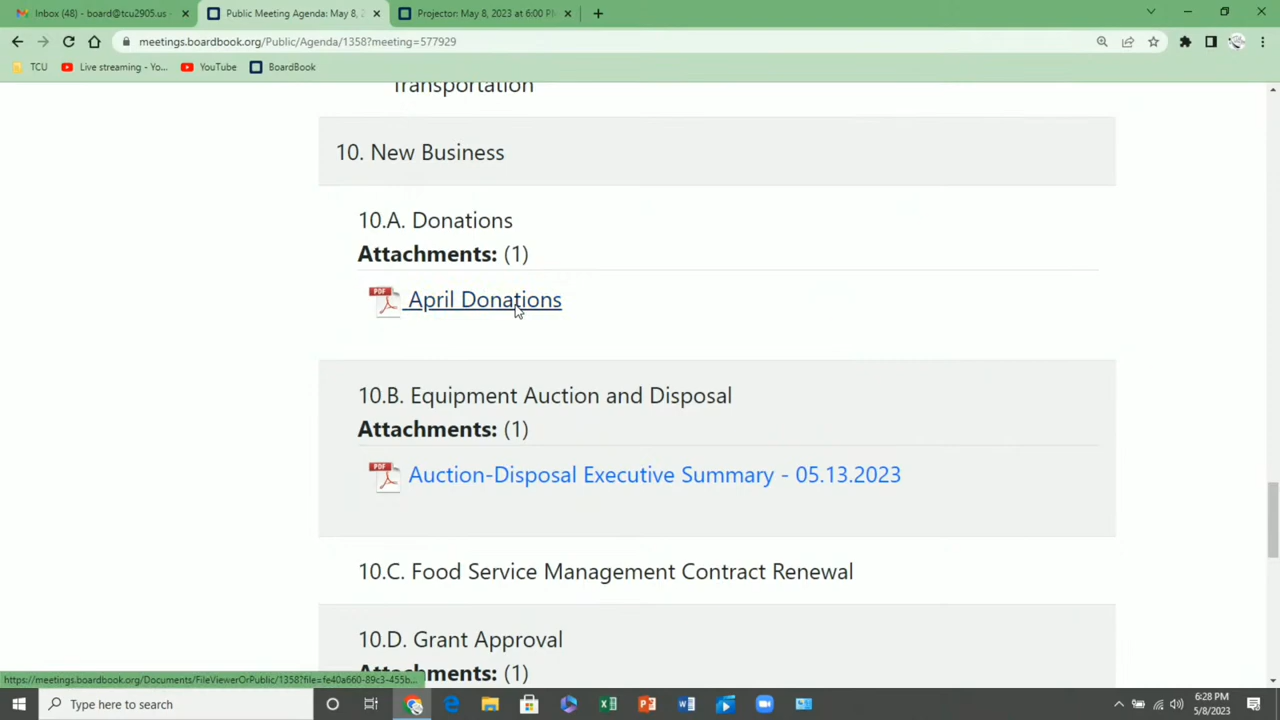 Inbox (48) - board@tcu2905.us -
Public Meeting Agenda: May 8, 2
Projector: May 8, 2023 at 6:00 PM
meetings.boardbook.org/Public/Agenda/1358?meeting=577929
TCU
Live streaming - Yo...
YouTube
BoardBook
Transportation
10. New Business
10.A. Donations
Attachments: (1)
PDF
April Donations
10.B. Equipment Auction and Disposal
Attachments: (1)
PDF
Auction-Disposal Executive Summary - 05.13.2023
10.C. Food Service Management Contract Renewal
10.D. Grant Approval
Attachments: (1)
https://meetings.boardbook.org/Documents/FileViewerOrPublic/1358?file=fe40a660-89c3-455b...
Type here to search
6:28 PM
5/8/2023